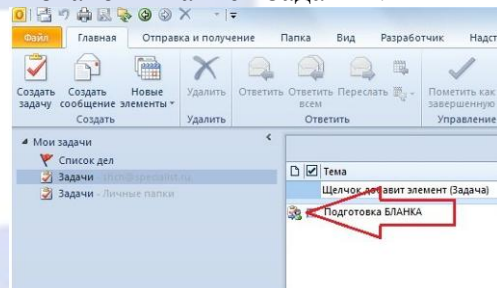 Файл Главная Отправка и получение Папка Вид Разработчик Надст
Создать задачу Создать сообщение Новые элементы Удалить Ответить Ответить всем Переслать Пометить как завершенную
Создать Удалить Ответить Управление
Мои задачи
Список дел
Задачи
Задачи - Личные папки
Тема
Щелчок добавит элемент (Задача)
Подготовка БЛАНКА